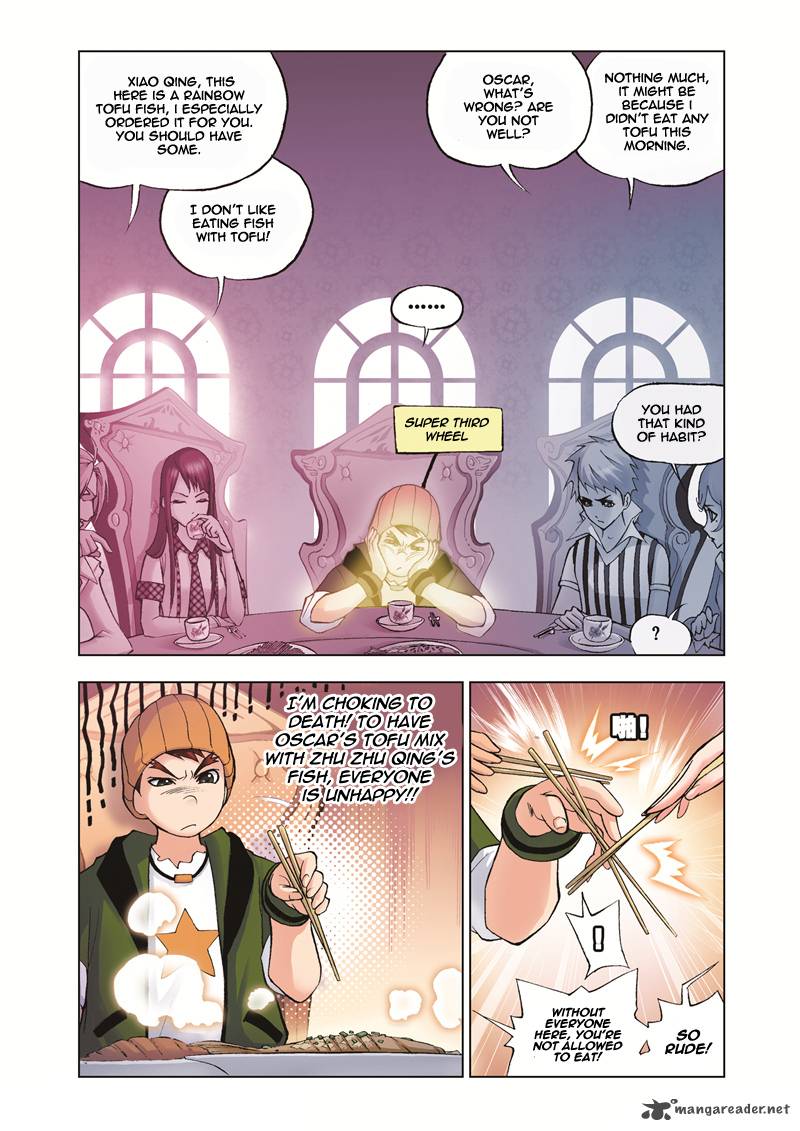 XIAO QING, THIS
HERE IS A RAINBOW
TOFU FISH, I ESPECIALLY
ORDERED IT FOR YOU.
YOU SHOULD HAVE
SOME.
I DON'T LIKE
EATING FISH
WITH TOFU!
OSCAR,
WHAT'S
WRONG? ARE
YOU NOT
WELL?
NOTHING MUCH,
IT MIGHT BE
BECAUSE I
DIDN'T EAT ANY
TOFU THIS
MORNING.
......
SUPER THIRD
WHEEL
YOU HAD
THAT KIND
OF HABIT?
?
I'M CHOKING TO
DEATH! TO HAVE
OSCAR'S TOFU MIX
WITH ZHU ZHU QING'S
FISH, EVERYONE
IS UNHAPPY!!
啪!
!
WITHOUT
EVERYONE
HERE, YOU'RE
NOT ALLOWED
TO EAT!
SO
RUDE!
mangareader.net